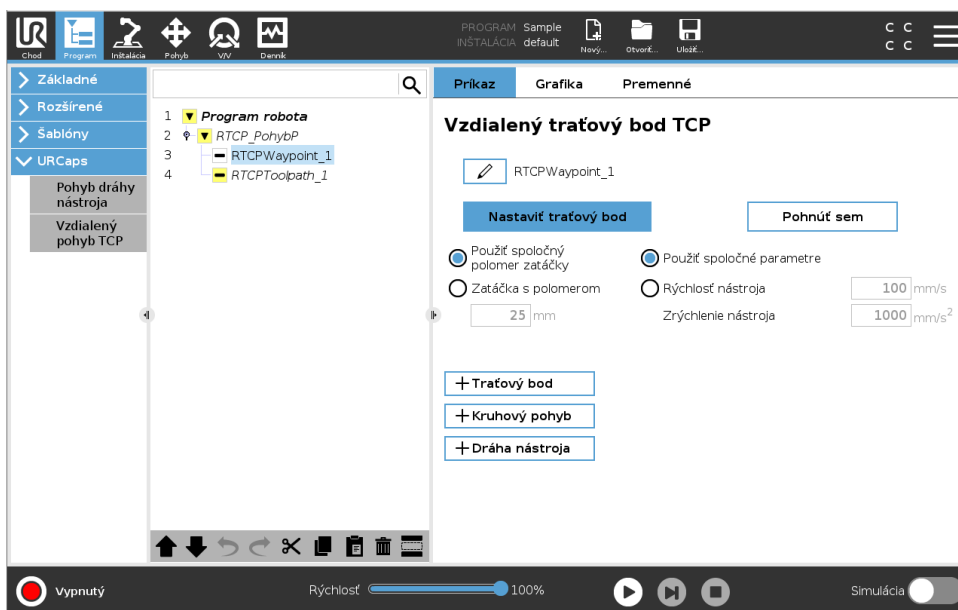 UR
PROGRAM Sample
INŠTALÁCIA default
Chod
Program
Inštalácia
Pohyb
V/V
Denník
Nový...
Otvoriť...
Uložiť...
C C
C C
Základné
Rozšírené
Šablóny
URCaps
Pohyb dráhy
nástroja
Vzdialený
pohyb TCP
1 Program robota
2 RTCP_PohybP
3 RTCPWaypoint_1
4 RTCPToolpath_1
Príkaz
Grafika
Premenné
Vzdialený traťový bod TCP
RTCPWaypoint_1
Nastaviť traťový bod
Pohnúť sem
Použiť spoločný
polomer zatáčky
Použiť spoločné parametre
Zatáčka s polomerom
Rýchlosť nástroja 100 mm/s
25 mm
Zrýchlenie nástroja 1000 mm/s²
+ Traťový bod
+ Kruhový pohyb
+ Dráha nástroja
Vypnutý
Rýchlosť 100%
Simulácia